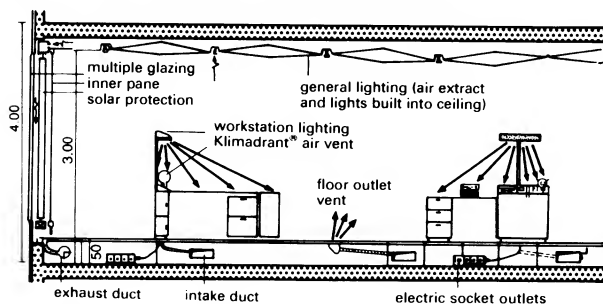 multiple glazing
inner pane
solar protection
general lighting (air extract
and lights built into ceiling)
4.00
3.00
workstation lighting
Klimadrant® air vent
floor outlet
vent
50
exhaust duct
intake duct
electric socket outlets